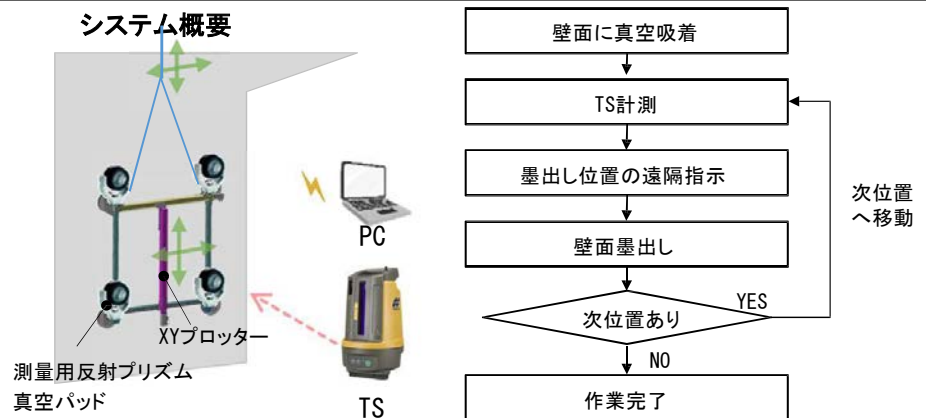 システム概要
PC
XYプロッター
測量用反射プリズム
真空パッド
TS
壁面に真空吸着
TS計測
墨出し位置の遠隔指示
壁面墨出し
次位置あり
YES
次位置
へ移動
NO
作業完了